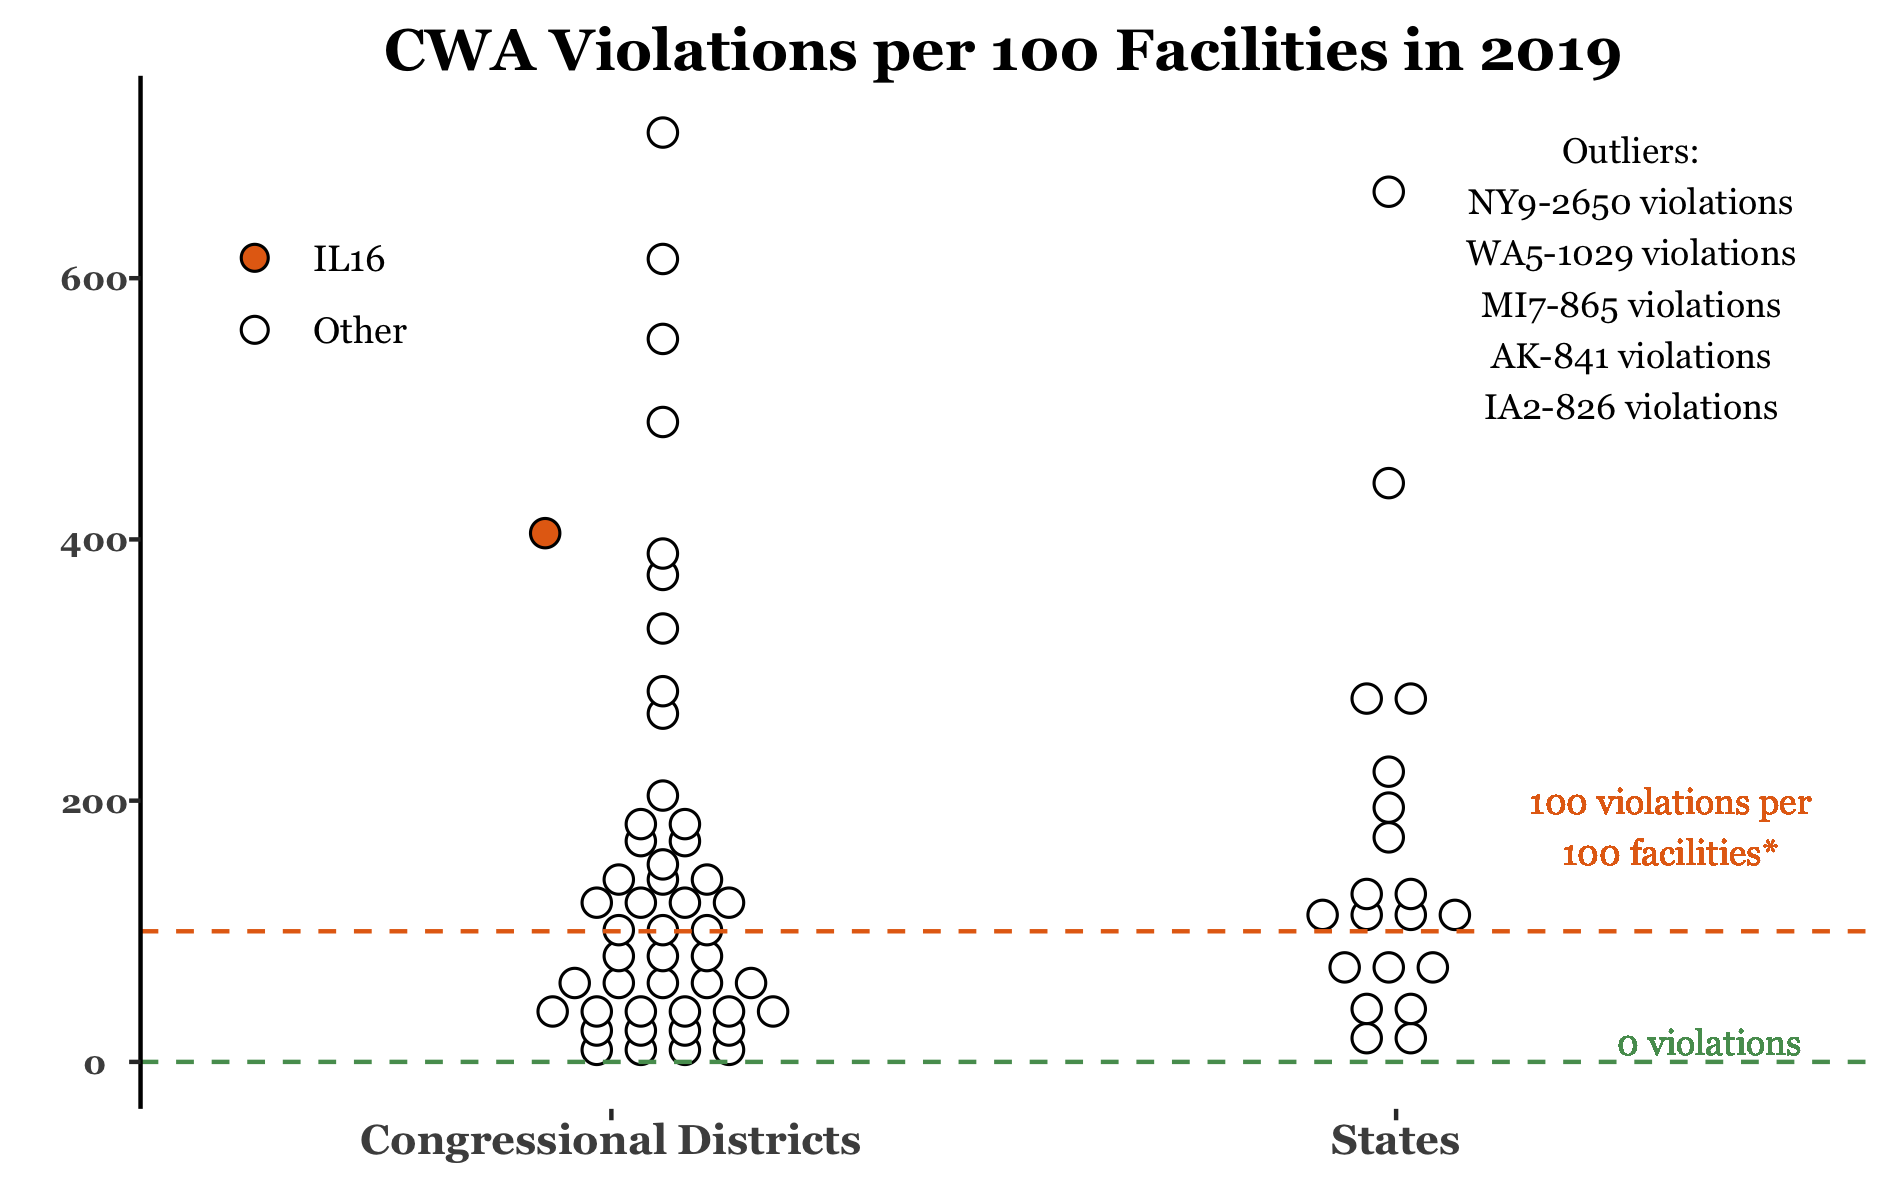 CWA Violations per 100 Facilities in 2019
Outliers:
NY9-2650 violations
WA5-1029 violations
MI7-865 violations
AK-841 violations
IA2-826 violations
IL16
Other
600
400
200
0
100 violations per
100 facilities*
0 violations
Congressional Districts
States